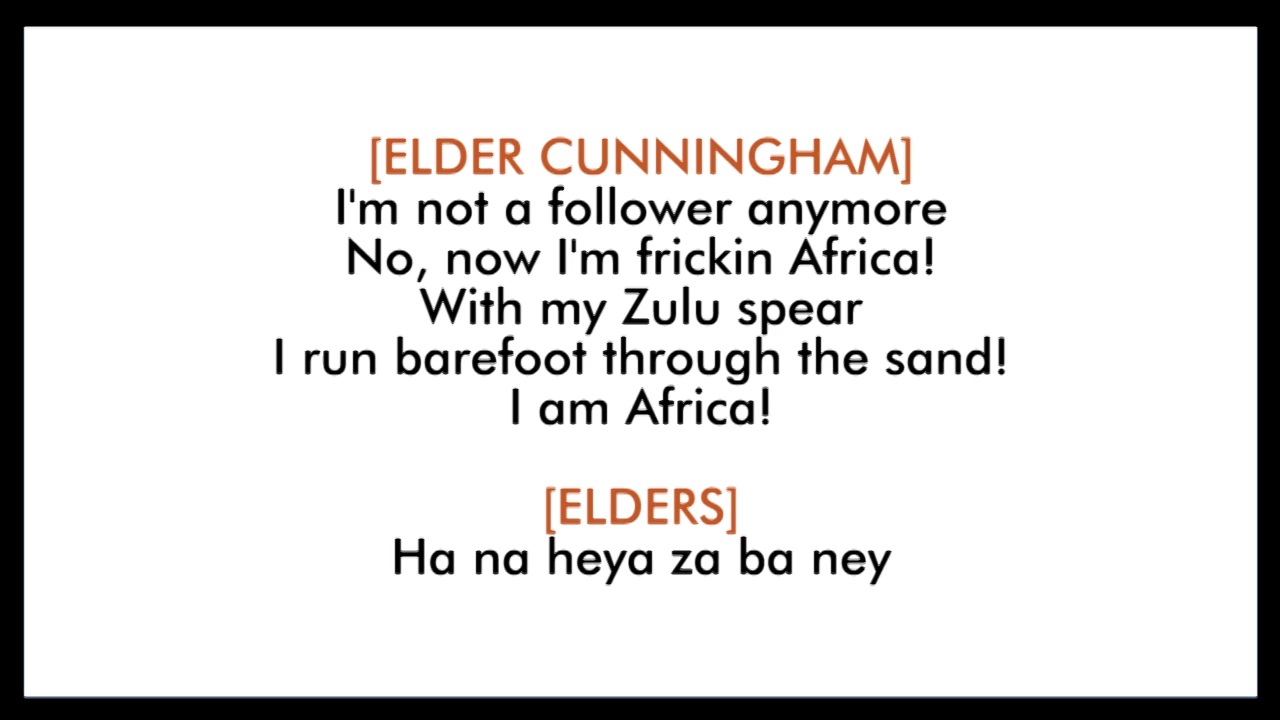 [ELDER CUNNINGHAM]
I'm not a follower anymore
No, now I'm frickin Africa!
With my Zulu spear
I run barefoot through the sand!
I am Africa!
[ELDERS]
Ha na heya za ba ney